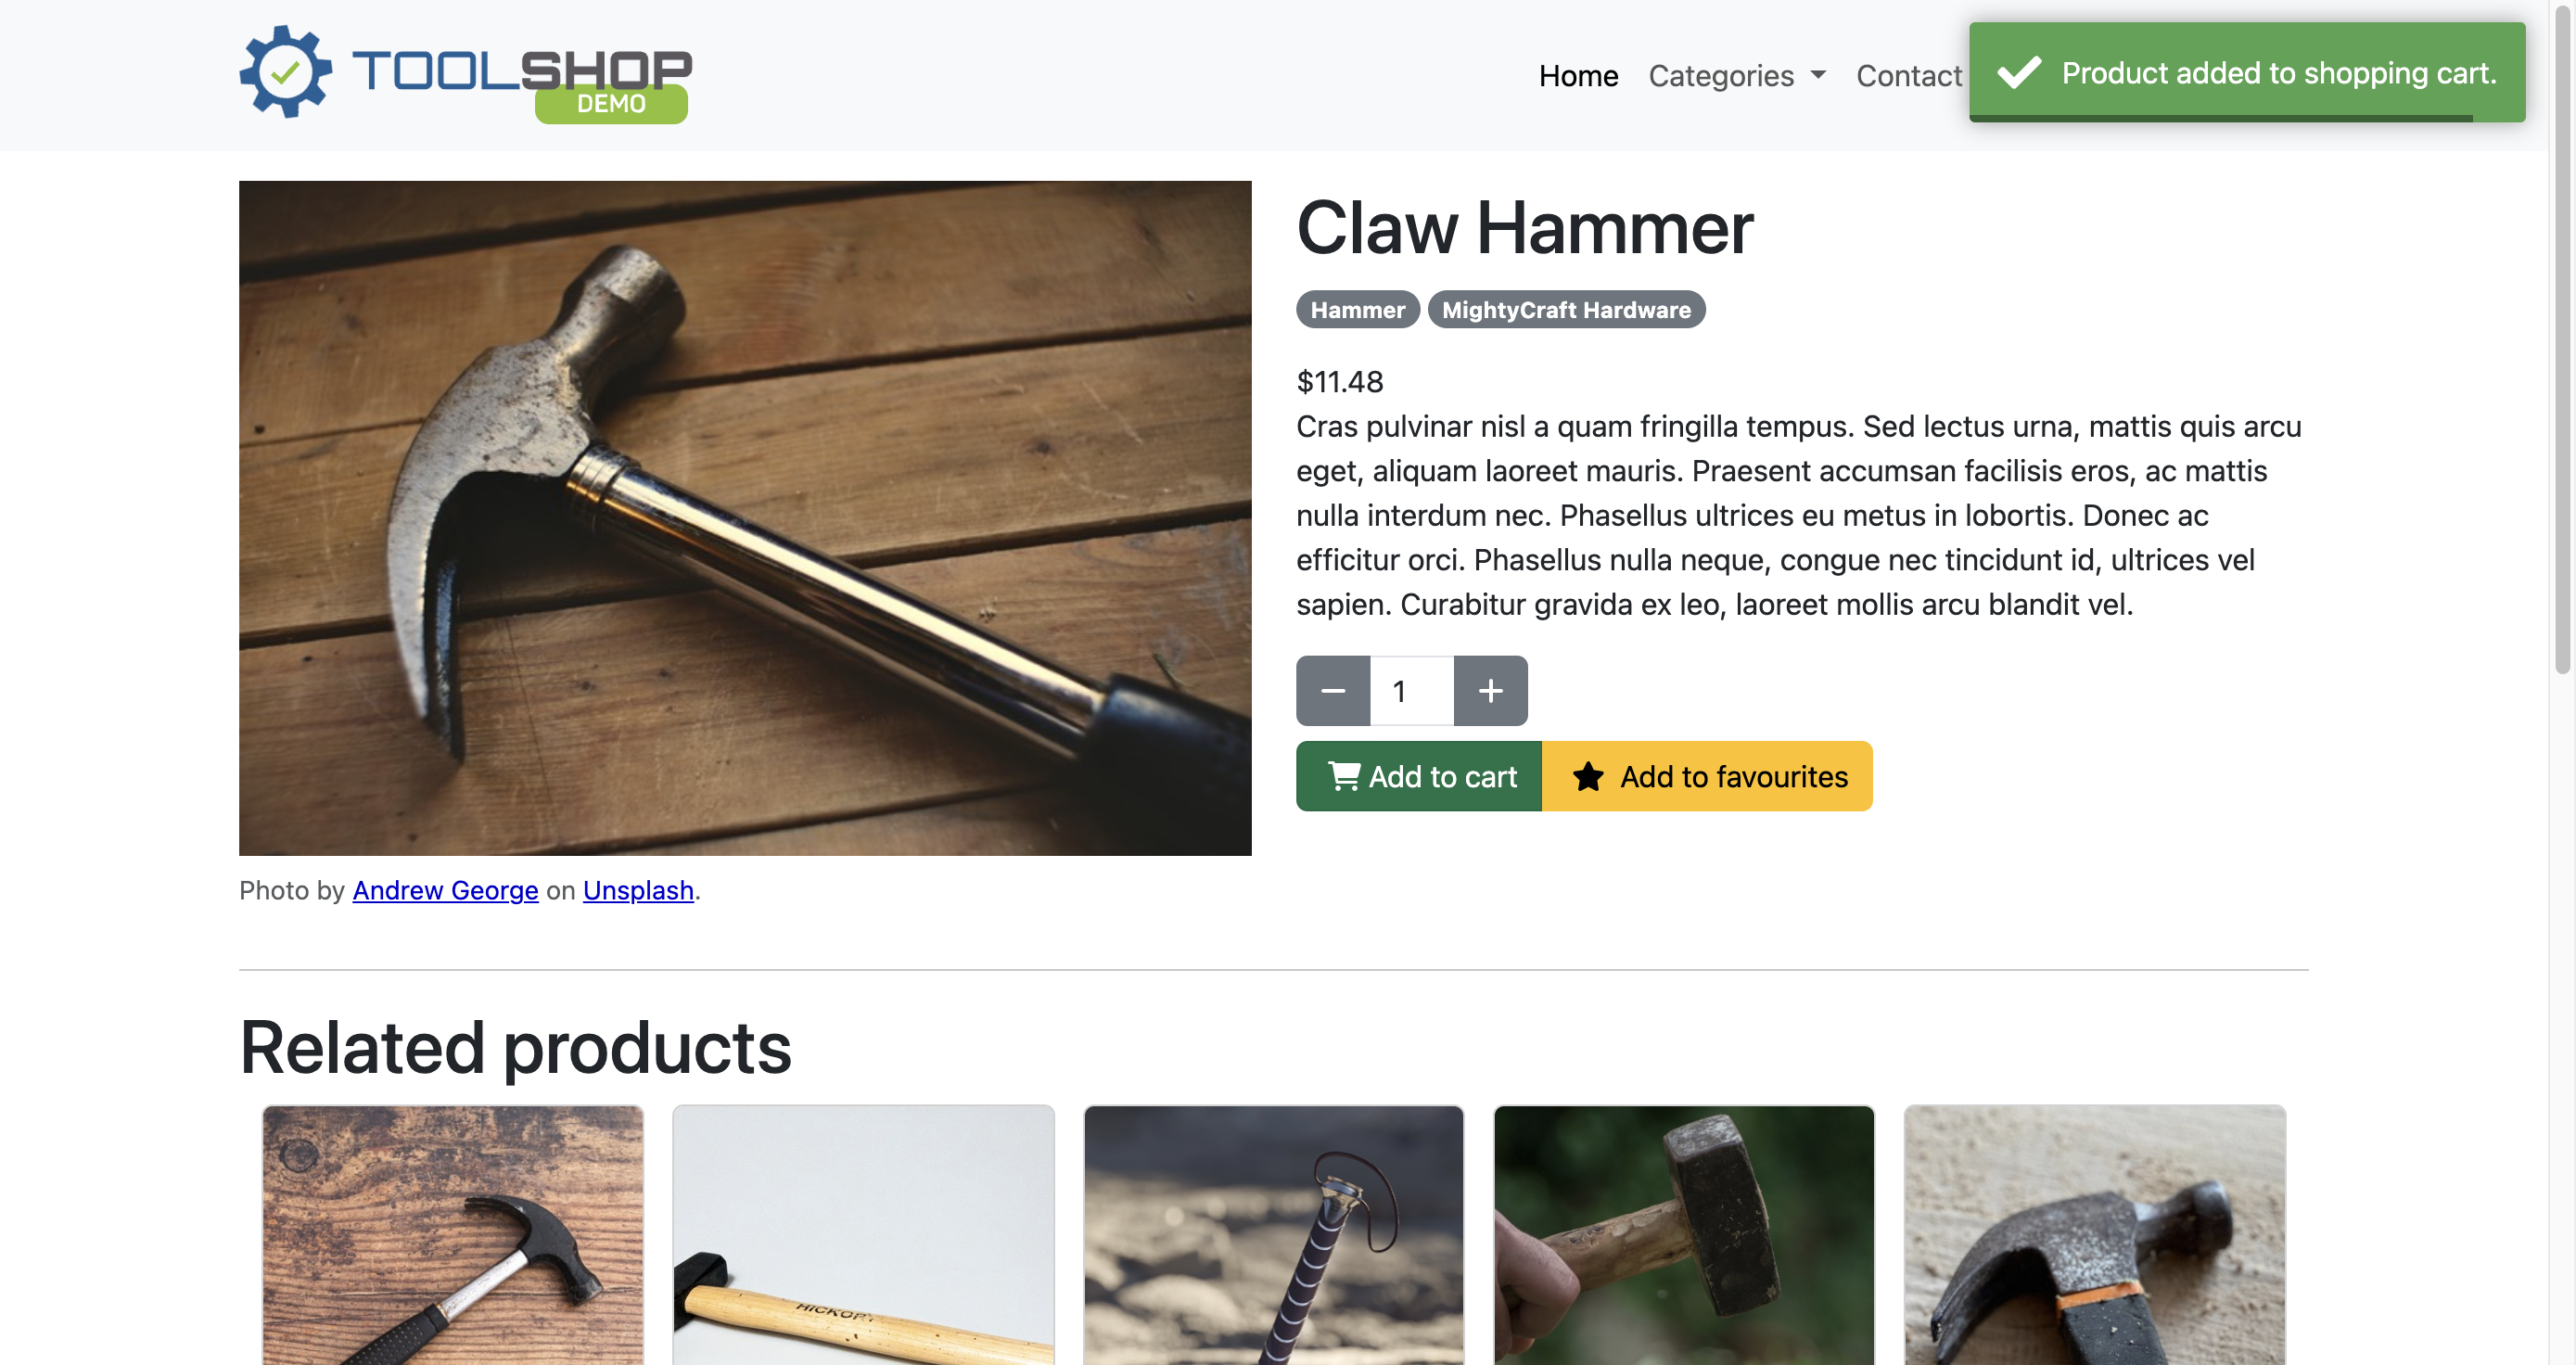 TOOLSHOP
DEMO
Home Categories Contact
Product added to shopping cart.
Claw Hammer
Hammer MightyCraft Hardware
$11.48
Cras pulvinar nisl a quam fringilla tempus. Sed lectus urna, mattis quis arcu
eget, aliquam laoreet mauris. Praesent accumsan facilisis eros, ac mattis
nulla interdum nec. Phasellus ultrices eu metus in lobortis. Donec ac
efficitur orci. Phasellus nulla neque, congue nec tincidunt id, ultrices vel
sapien. Curabitur gravida ex leo, laoreet mollis arcu blandit vel.
1
Add to cart Add to favourites
Photo by Andrew George on Unsplash.
Related products
HICKORY